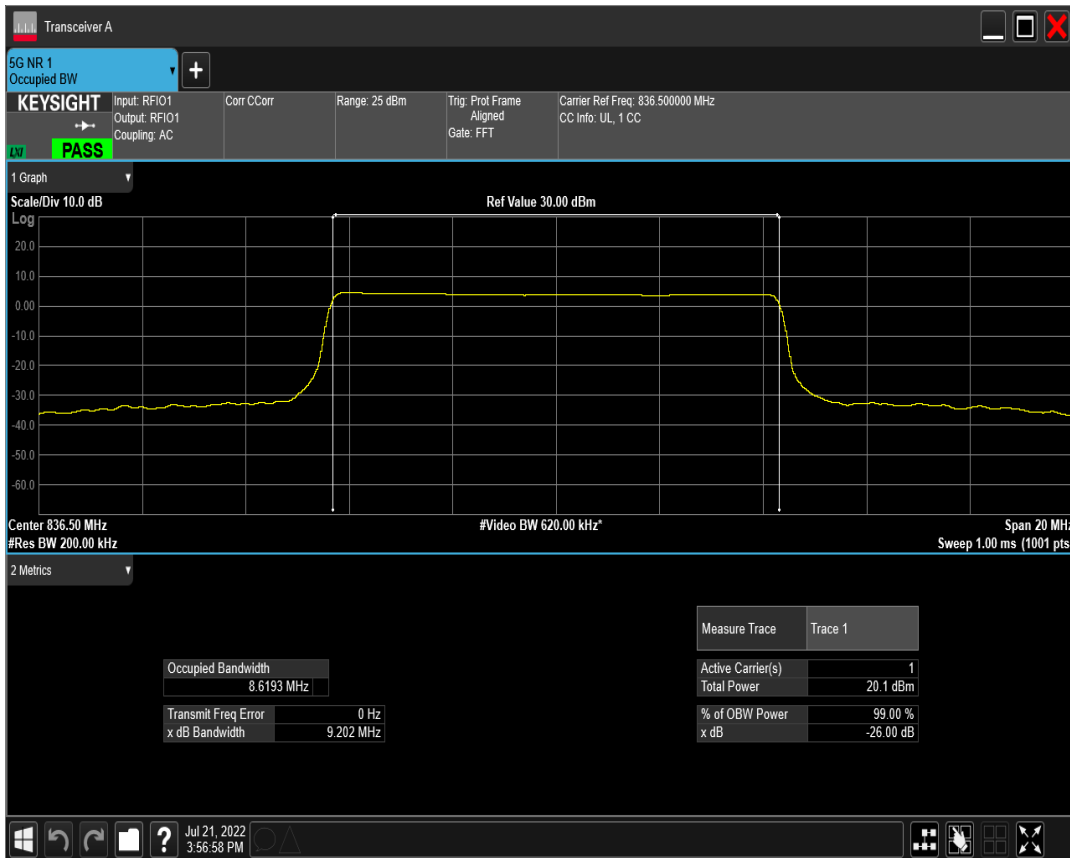 Transceiver A
5G NR 1
Occupied BW
+
KEYSIGHT
LXI
PASS
Input: RFIO1
Output: RFIO1
Coupling: AC
Corr CCorr
Range: 25 dBm
Trig: Prot Frame
Aligned
Gate: FFT
Carrier Ref Freq: 836.500000 MHz
CC Info: UL, 1 CC
1 Graph
Scale/Div 10.0 dB
Ref Value 30.00 dBm
Log
20.0
10.0
0.00
-10.0
-20.0
-30.0
-40.0
-50.0
-60.0
Center 836.50 MHz
#Video BW 620.00 kHz*
Span 20 MHz
#Res BW 200.00 kHz
Sweep 1.00 ms (1001 pts
2 Metrics
Measure Trace Trace 1
Occupied Bandwidth
8.6193 MHz
Active Carrier(s) 1
Total Power 20.1 dBm
Transmit Freq Error 0 Hz
x dB Bandwidth 9.202 MHz
% of OBW Power 99.00 %
x dB -26.00 dB
?
Jul 21, 2022
3:56:58 PM